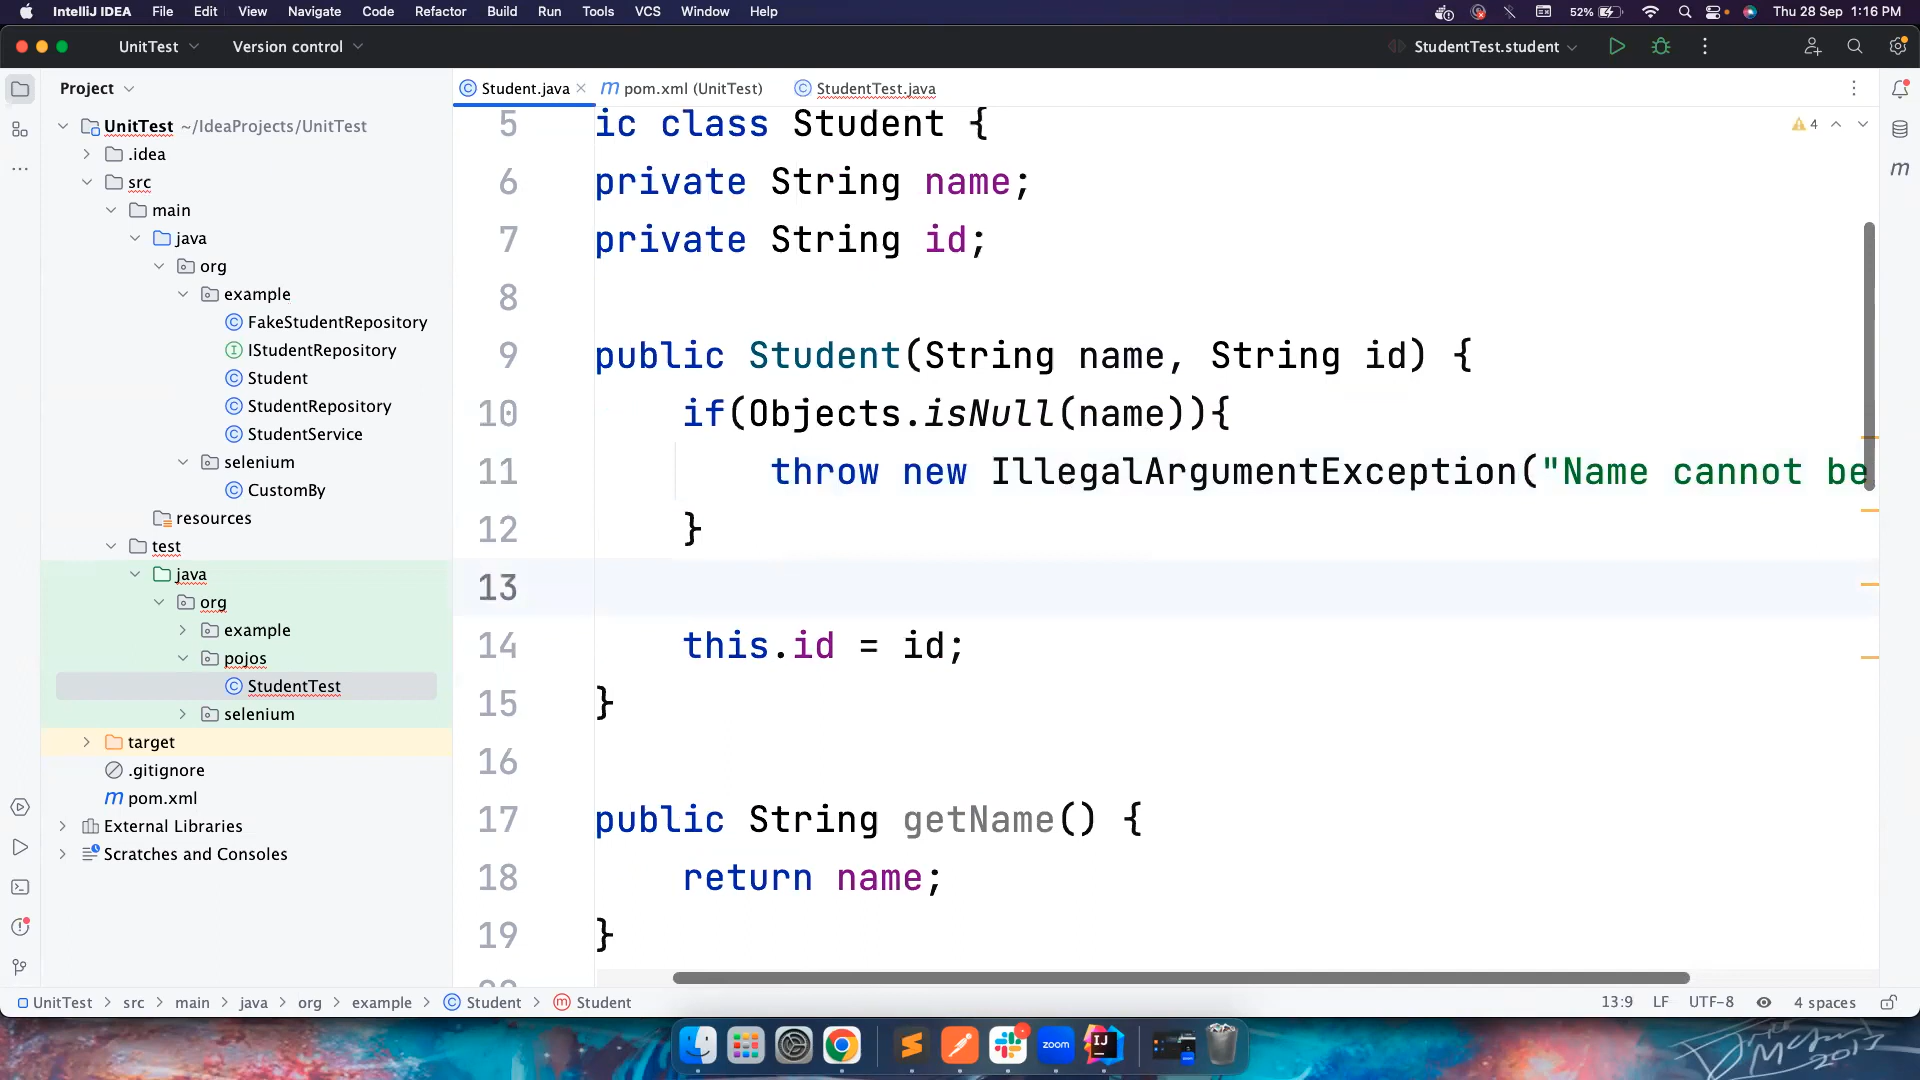 IntelliJ IDEA File Edit View Navigate Code Refactor Build Run Tools VCS Window Help 52% Thu 28 Sep 1:16 PM
UnitTest Version control StudentTest.student
Project Student.java pom.xml (UnitTest) StudentTest.java
UnitTest ~/IdeaProjects/UnitTest
.idea
src
main
java
org
example
FakeStudentRepository
IStudentRepository
Student
StudentRepository
StudentService
selenium
CustomBy
resources
test
java
org
example
pojos
StudentTest
selenium
target
.gitignore
pom.xml
External Libraries
Scratches and Consoles
4
5 ic class Student {
6 private String name;
7 private String id;
8
9 public Student(String name, String id) {
10 if(Objects.isNull(name)){
11 throw new IllegalArgumentException("Name cannot be
12 }
13
14 this.id = id;
15 }
16
17 public String getName() {
18 return name;
19 }
UnitTest > src > main > java > org > example > Student > Student 13:9 LF UTF-8 4 spaces
zoom
IJ
2017